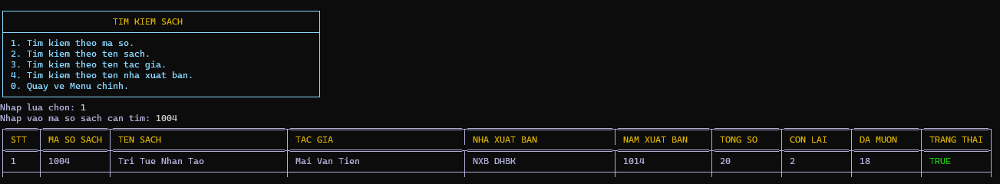 TIM KIEM SACH
1. Tim kiem theo ma so.
2. Tim kiem theo ten sach.
3. Tim kiem theo ten tac gia.
4. Tim kiem theo ten nha xuat ban.
0. Quay ve Menu chinh.
Nhap lua chon: 1
Nhap vao ma so sach can tim: 1004
STT MA SO SACH TEN SACH TAC GIA NHA XUAT BAN NAM XUAT BAN TONG SO CON LAI DA MUON TRANG THAI
1 1004 Tri Tue Nhan Tao Mai Van Tien NXB DHBK 1014 20 2 18 TRUE